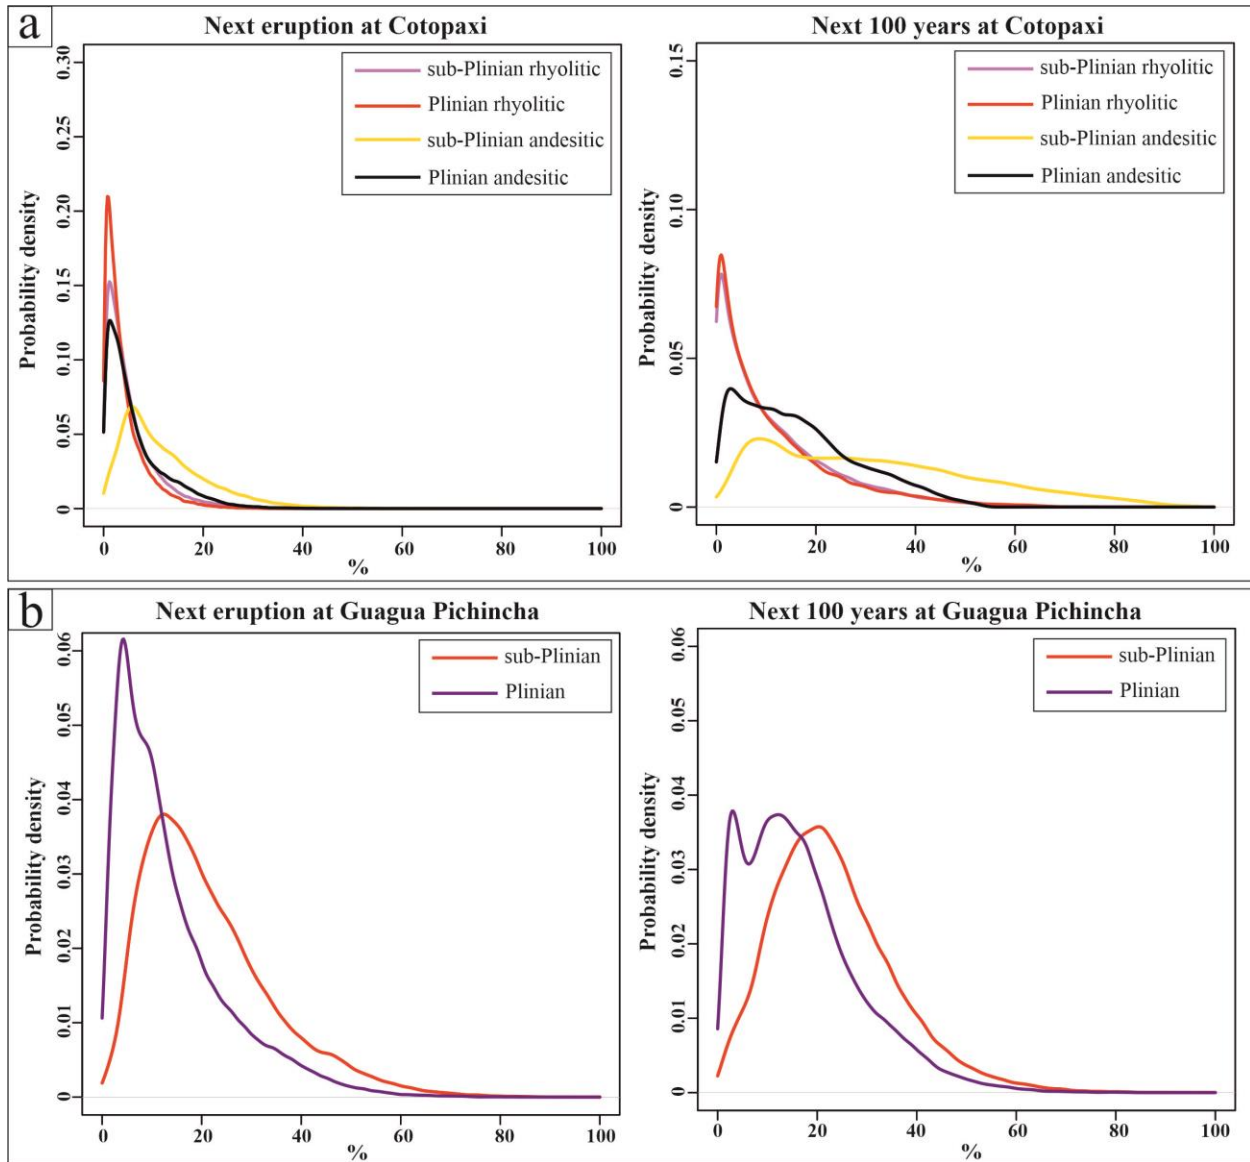 a
Next eruption at Cotopaxi
Probability density
0.30
0.25
0.20
0.15
0.10
0.05
0
sub-Plinian rhyolitic
Plinian rhyolitic
sub-Plinian andesitic
Plinian andesitic
0 20 40 60 80 100
%
Next 100 years at Cotopaxi
Probability density
0.15
0.10
0.05
0
sub-Plinian rhyolitic
Plinian rhyolitic
sub-Plinian andesitic
Plinian andesitic
0 20 40 60 80 100
%
b
Next eruption at Guagua Pichincha
Probability density
0.06
0.05
0.04
0.03
0.02
0.01
0
sub-Plinian
Plinian
0 20 40 60 80 100
%
Next 100 years at Guagua Pichincha
Probability density
0.06
0.05
0.04
0.03
0.02
0.01
0
sub-Plinian
Plinian
0 20 40 60 80 100
%